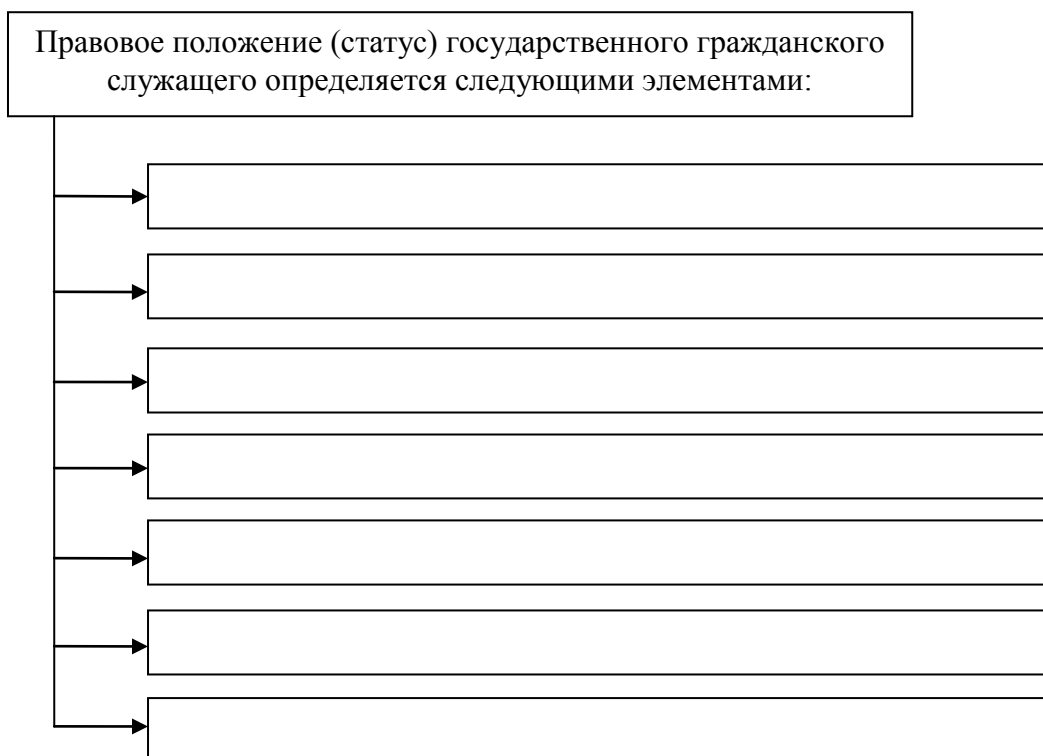 Правовое положение (статус) государственного гражданского
служащего определяется следующими элементами: